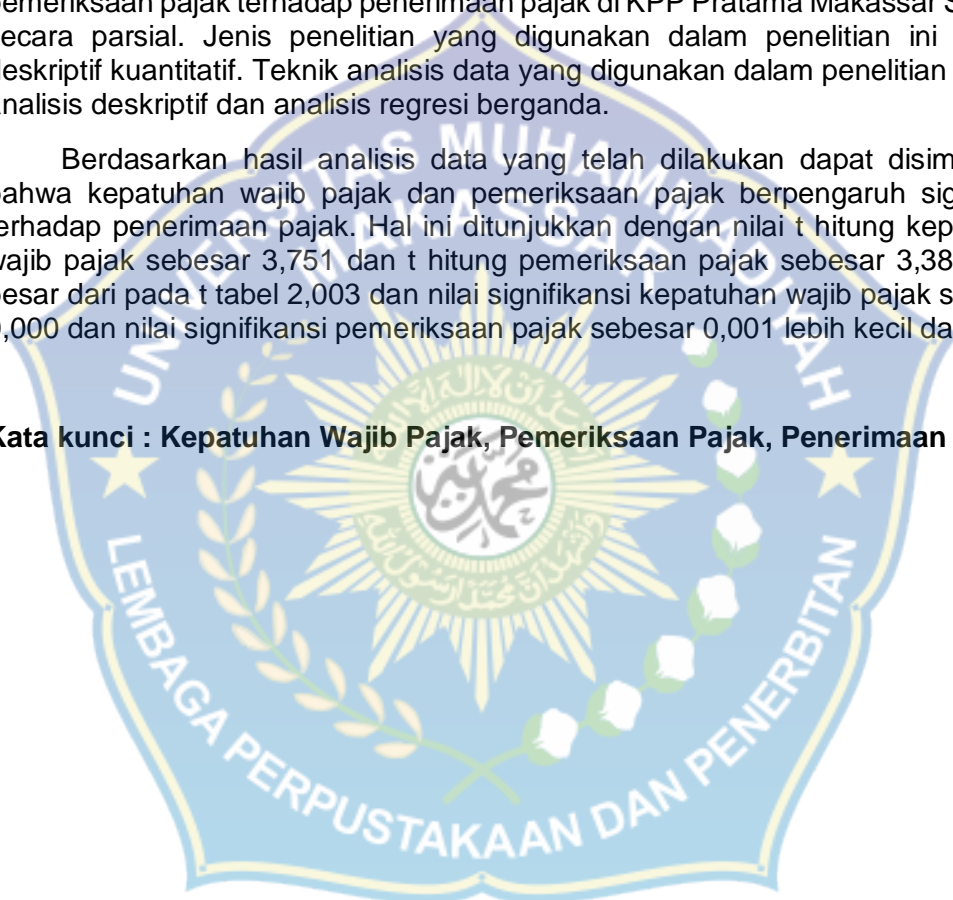 pemeriksaan pajak terhadap penerimaan pajak di KPP Pratama Makassar S
secara parsial. Jenis penelitian yang digunakan dalam penelitian ini
deskriptif kuantitatif. Teknik analisis data yang digunakan dalam penelitian
analisis deskriptif dan analisis regresi berganda.
Berdasarkan hasil analisis data yang telah dilakukan dapat disim
bahwa kepatuhan wajib pajak dan pemeriksaan pajak berpengaruh sig
terhadap penerimaan pajak. Hal ini ditunjukkan dengan nilai t hitung kep
wajib pajak sebesar 3,751 dan t hitung pemeriksaan pajak sebesar 3,38
besar dari pada t tabel 2,003 dan nilai signifikansi kepatuhan wajib pajak s
0,000 dan nilai signifikansi pemeriksaan pajak sebesar 0,001 lebih kecil da
Kata kunci : Kepatuhan Wajib Pajak, Pemeriksaan Pajak, Penerimaan
UNIVERSITAS MUHAMMADIYAH
MAKASSAR
LEMBAGA PERPUSTAKAAN DAN PENERBITAN